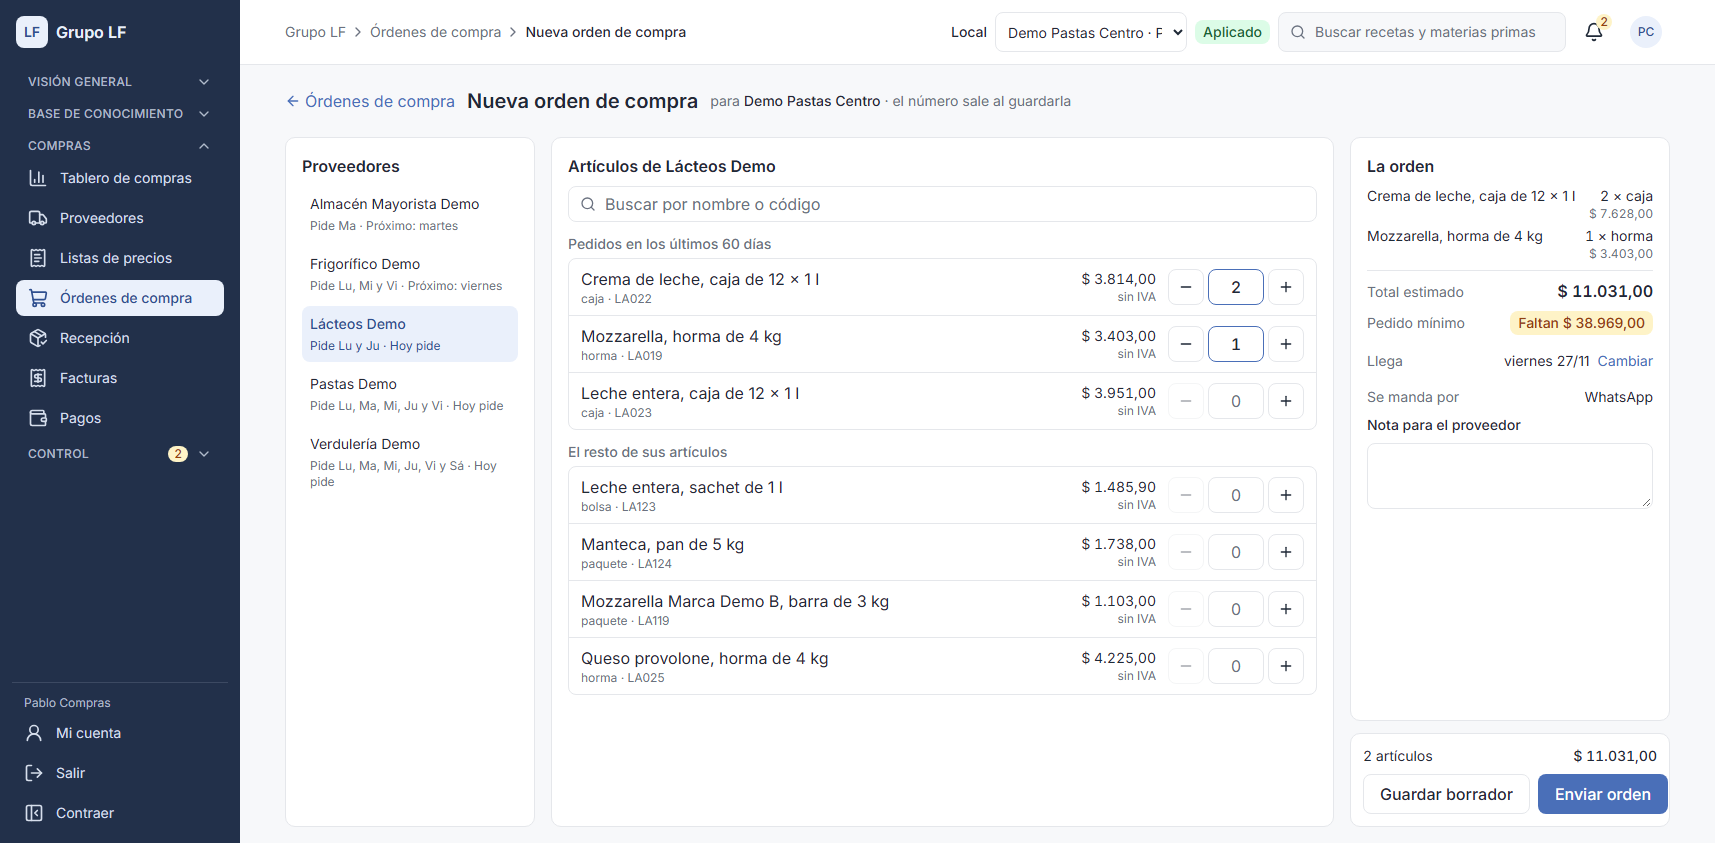 LF Grupo LF
VISIÓN GENERAL
BASE DE CONOCIMIENTO
COMPRAS
Tablero de compras
Proveedores
Listas de precios
Órdenes de compra
Recepción
Facturas
Pagos
CONTROL 2
Pablo Compras
Mi cuenta
Salir
Contraer
Grupo LF > Órdenes de compra > Nueva orden de compra
Local Demo Pastas Centro · P Aplicado Buscar recetas y materias primas 2 PC
← Órdenes de compra Nueva orden de compra para Demo Pastas Centro · el número sale al guardarla
Proveedores
Almacén Mayorista Demo
Pide Ma · Próximo: martes
Frigorífico Demo
Pide Lu, Mi y Vi · Próximo: viernes
Lácteos Demo
Pide Lu y Ju · Hoy pide
Pastas Demo
Pide Lu, Ma, Mi, Ju y Vi · Hoy pide
Verdulería Demo
Pide Lu, Ma, Mi, Ju, Vi y Sá · Hoy
pide
Artículos de Lácteos Demo
Buscar por nombre o código
Pedidos en los últimos 60 días
Crema de leche, caja de 12 × 1 l $ 3.814,00 − 2 +
caja · LA022 sin IVA
Mozzarella, horma de 4 kg $ 3.403,00 − 1 +
horma · LA019 sin IVA
Leche entera, caja de 12 × 1 l $ 3.951,00 − 0 +
caja · LA023 sin IVA
El resto de sus artículos
Leche entera, sachet de 1 l $ 1.485,90 − 0 +
bolsa · LA123 sin IVA
Manteca, pan de 5 kg $ 1.738,00 − 0 +
paquete · LA124 sin IVA
Mozzarella Marca Demo B, barra de 3 kg $ 1.103,00 − 0 +
paquete · LA119 sin IVA
Queso provolone, horma de 4 kg $ 4.225,00 − 0 +
horma · LA025 sin IVA
La orden
Crema de leche, caja de 12 × 1 l 2 × caja
$ 7.628,00
Mozzarella, horma de 4 kg 1 × horma
$ 3.403,00
Total estimado $ 11.031,00
Pedido mínimo Faltan $ 38.969,00
Llega viernes 27/11 Cambiar
Se manda por WhatsApp
Nota para el proveedor
2 artículos $ 11.031,00
Guardar borrador Enviar orden